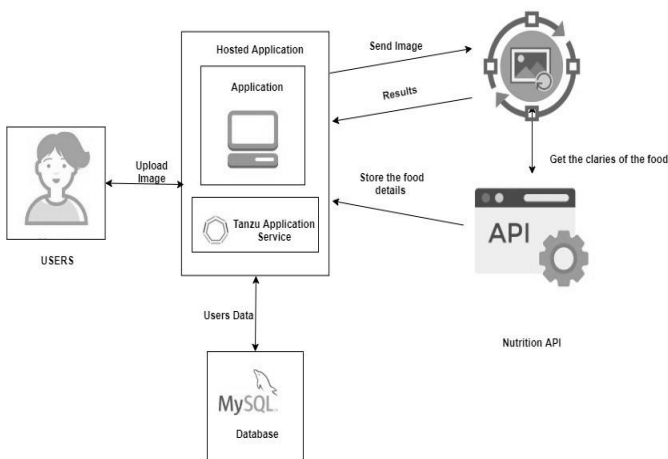 Hosted Application
Send Image
Application
Results
Upload
Image
Get the claries of the food
Store the food
details
Tanzu Application
Service
API
USERS
Users Data
Nutrition API
MySQL
Database